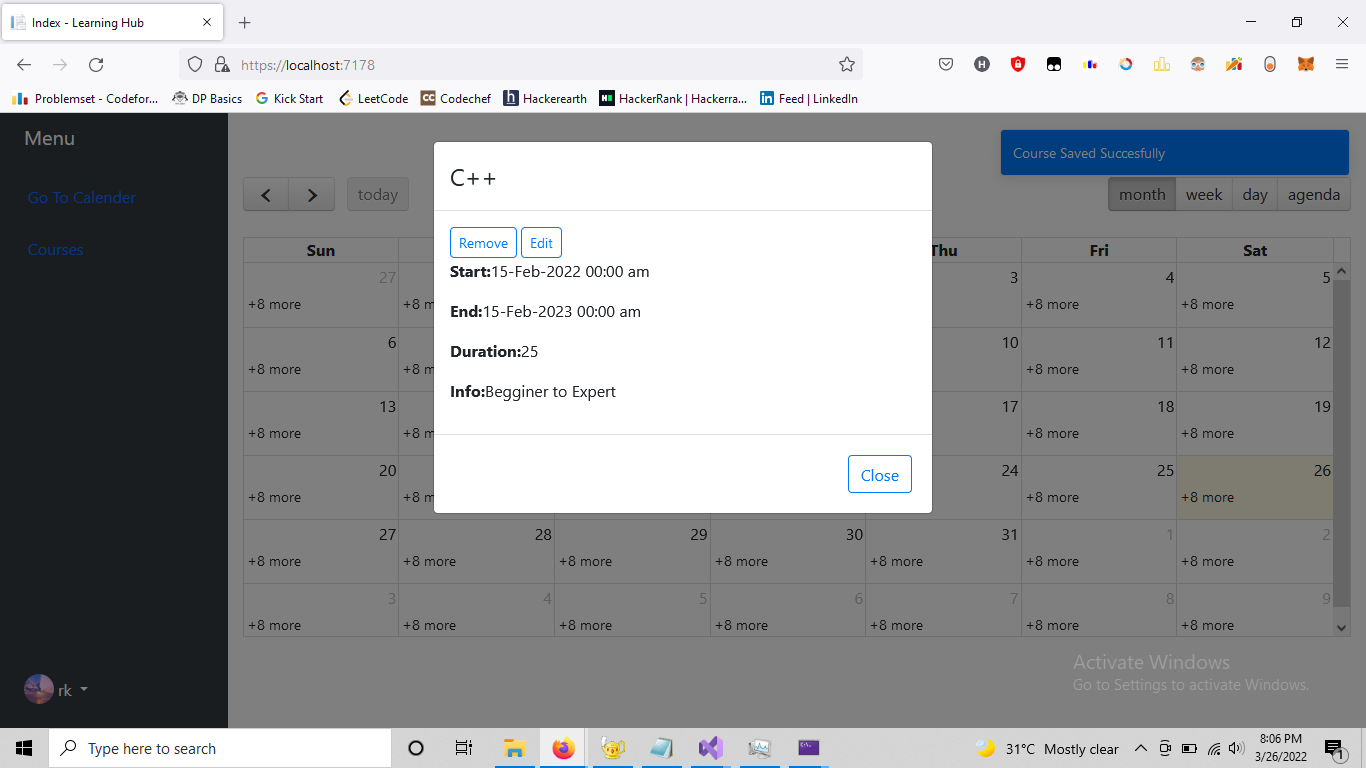 Index - Learning Hub
https://localhost:7178
Problemset - Codefor...
DP Basics
Kick Start
LeetCode
Codechef
Hackerearth
HackerRank | Hackerra...
Feed | LinkedIn
Menu
Go To Calender
Courses
rk
Course Saved Succesfully
today
month week day agenda
C++
Remove Edit
Start:15-Feb-2022 00:00 am
End:15-Feb-2023 00:00 am
Duration:25
Info:Begginer to Expert
Close
Sun Thu Fri Sat
27 3 4 5
+8 more +8 m +8 more +8 more
6 10 11 12
+8 more +8 m +8 more +8 more
13 17 18 19
+8 more +8 m +8 more +8 more
20 24 25 26
+8 more +8 m +8 more +8 more
27 28 29 30 31 1 2
+8 more +8 more +8 more +8 more +8 more +8 more +8 more
3 4 5 6 7 8 9
+8 more +8 more +8 more +8 more +8 more +8 more +8 more
Activate Windows
Go to Settings to activate Windows.
Type here to search
31°C Mostly clear
8:06 PM
3/26/2022
1